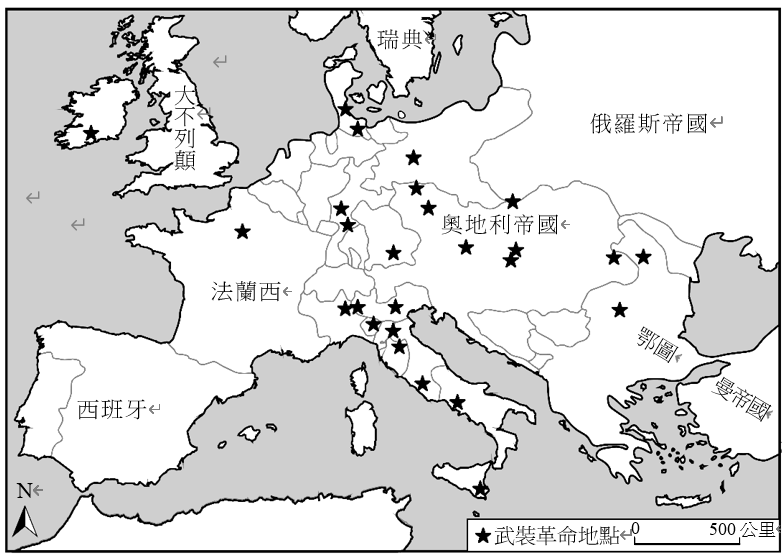 瑞典
大不列顛
俄羅斯帝國
奧地利帝國
法蘭西
鄂圖曼帝國
西班牙
N
★武裝革命地點
0 500 公里